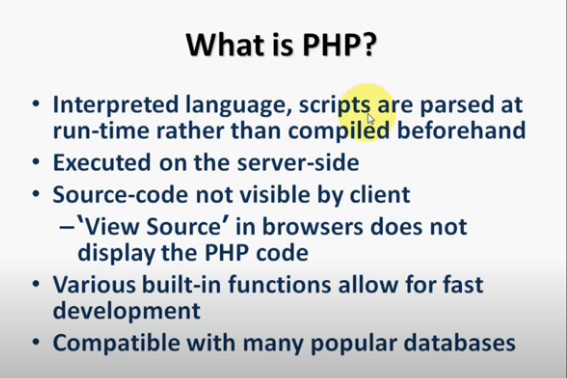 What is PHP?
• Interpreted language, scripts are parsed at
run-time rather than compiled beforehand
• Executed on the server-side
• Source-code not visible by client
–‘View Source’ in browsers does not
display the PHP code
• Various built-in functions allow for fast
development
• Compatible with many popular databases